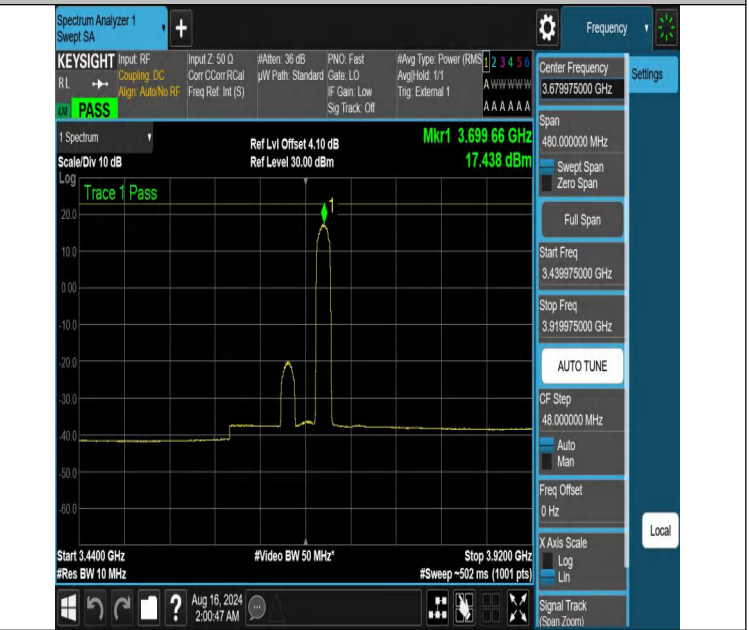 Spectrum Analyzer 1
Swept SA
+
Frequency
KEYSIGHT
RL
LXI
PASS
Input: RF
Coupling: DC
Align: Auto/No RF
Input Z: 50 Ω
Corr CCorr RCal
Freq Ref: Int (S)
#Atten: 36 dB
µW Path: Standard
PNO: Fast
Gate: LO
IF Gain: Low
Sig Track: Off
#Avg Type: Power (RMS
Avg|Hold: 1/1
Trig: External 1
1 2 3 4 5 6
A W W W W W
A A A A A A
1 Spectrum
Scale/Div 10 dB
Ref Lvl Offset 4.10 dB
Ref Level 30.00 dBm
Mkr1 3.699 66 GHz
17.438 dBm
Log
Trace 1 Pass
1
20.0
10.0
0.00
-10.0
-20.0
-30.0
-40.0
-50.0
-60.0
Start 3.4400 GHz
#Res BW 10 MHz
#Video BW 50 MHz*
Stop 3.9200 GHz
#Sweep ~502 ms (1001 pts)
Center Frequency
3.679975000 GHz
Settings
Span
480.000000 MHz
Swept Span
Zero Span
Full Span
Start Freq
3.439975000 GHz
Stop Freq
3.919975000 GHz
AUTO TUNE
CF Step
48.000000 MHz
Auto
Man
Freq Offset
0 Hz
X Axis Scale
Log
Lin
Local
Signal Track
(Span Zoom)
?
Aug 16, 2024
2:00:47 AM